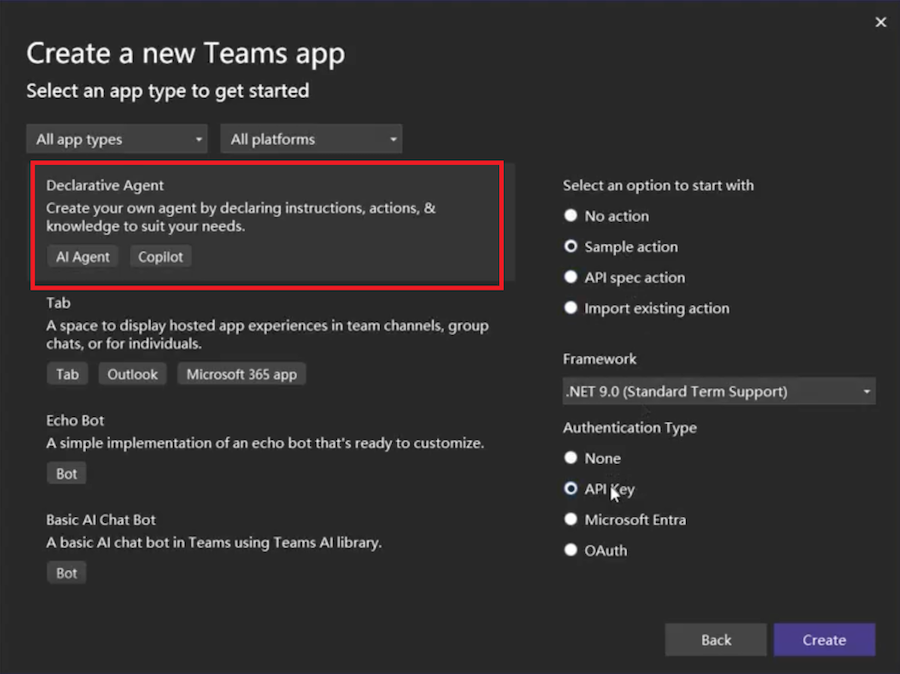 Create a new Teams app
Select an app type to get started
All app types
All platforms
Declarative Agent
Create your own agent by declaring instructions, actions, &
knowledge to suit your needs.
AI Agent
Copilot
Tab
A space to display hosted app experiences in team channels, group
chats, or for individuals.
Tab
Outlook
Microsoft 365 app
Echo Bot
A simple implementation of an echo bot that's ready to customize.
Bot
Basic AI Chat Bot
A basic AI chat bot in Teams using Teams AI library.
Bot
Select an option to start with
No action
Sample action
API spec action
Import existing action
Framework
.NET 9.0 (Standard Term Support)
Authentication Type
None
API Key
Microsoft Entra
OAuth
Back
Create